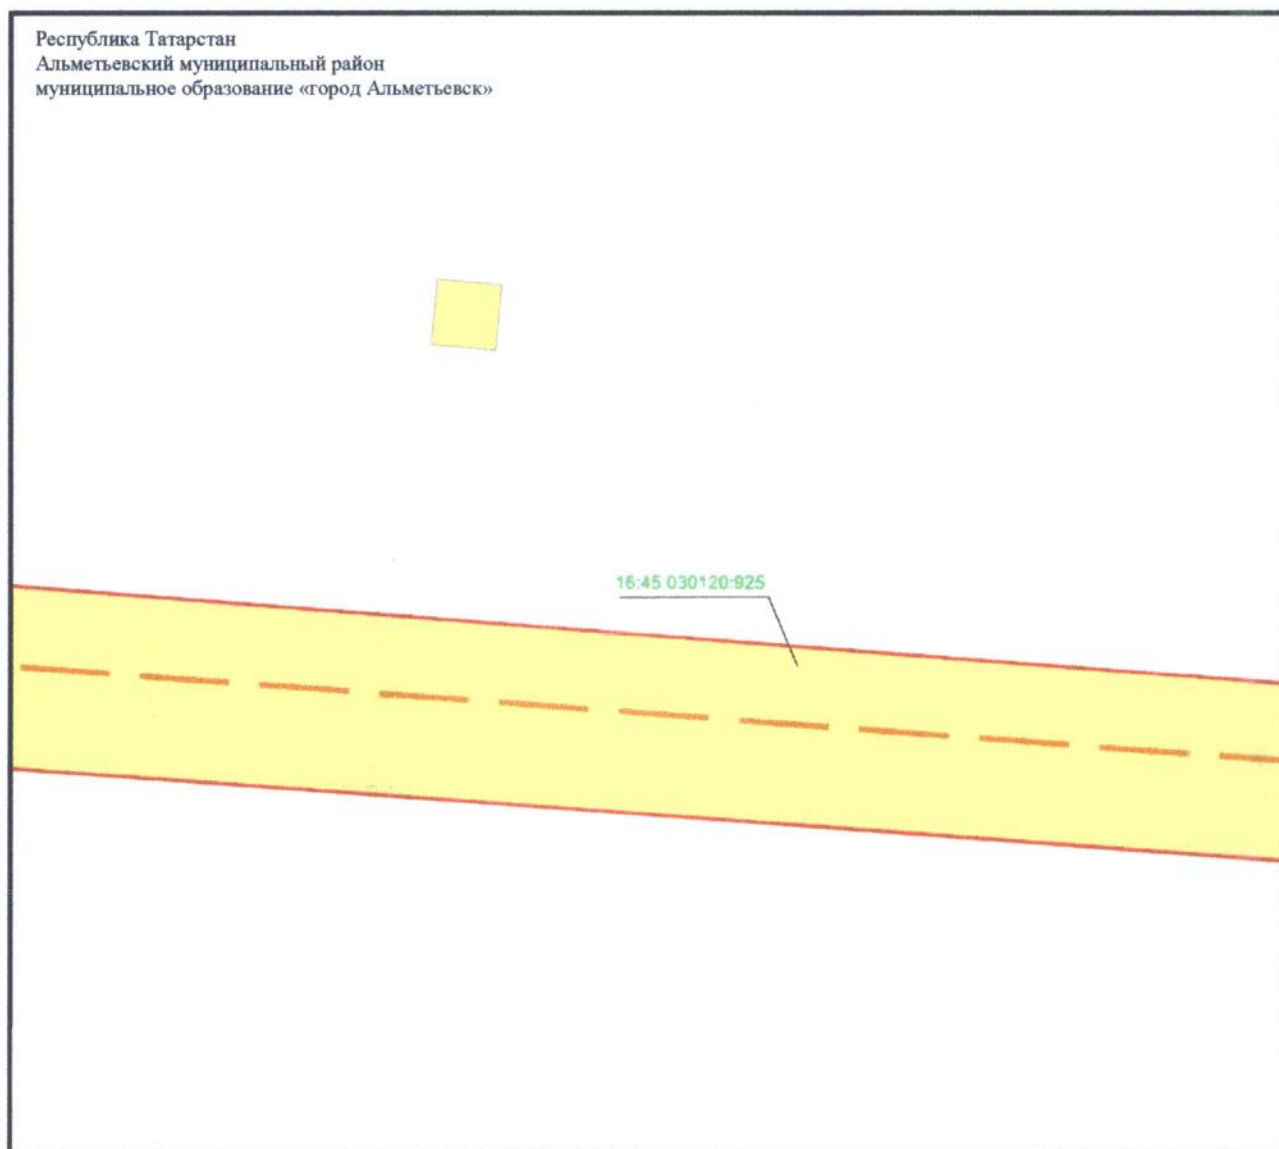 Республика Татарстан
Альметьевский муниципальный район
муниципальное образование «город Альметьевск»
16:45 030120:925